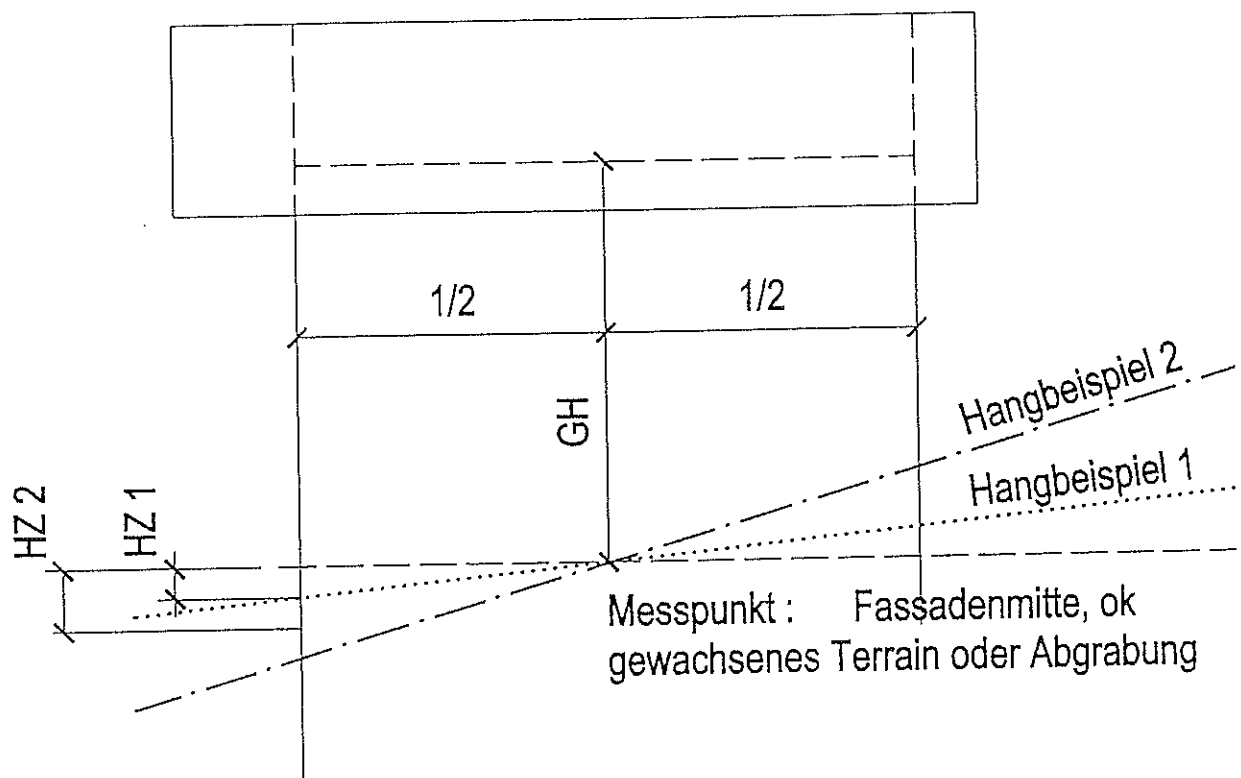 1/2
1/2
GH
Hangbeispiel 2
Hangbeispiel 1
HZ 2
HZ 1
Messpunkt : Fassadenmitte, ok
gewachsenes Terrain oder Abgrabung